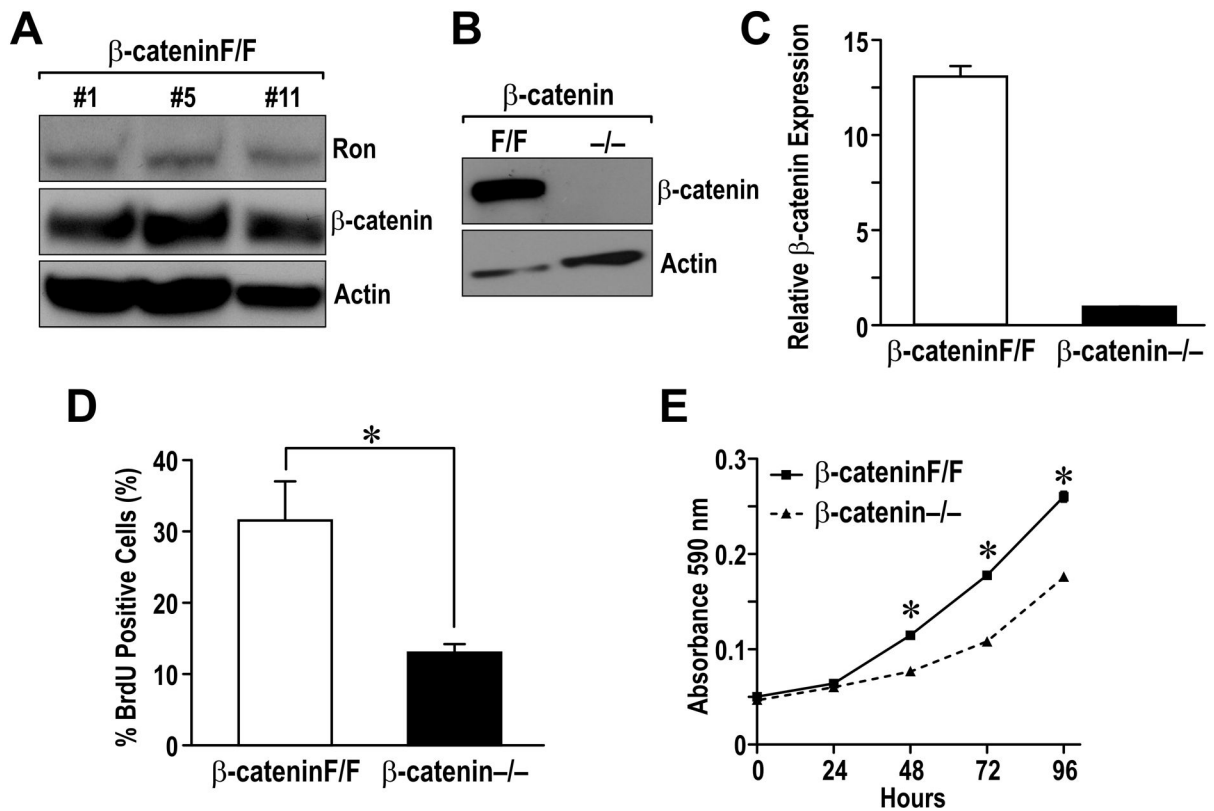 A
β-cateninF/F
#1 #5 #11
Ron
β-catenin
Actin
B
β-catenin
F/F –/–
β-catenin
Actin
C
Relative β-catenin Expression
15
10
5
0
β-cateninF/F β-catenin–/–
D
*
% BrdU Positive Cells (%)
40
30
20
10
0
β-cateninF/F β-catenin–/–
E
Absorbance 590 nm
0.3
0.2
0.1
0
β-cateninF/F
β-catenin–/–
* * *
0 24 48 72 96
Hours